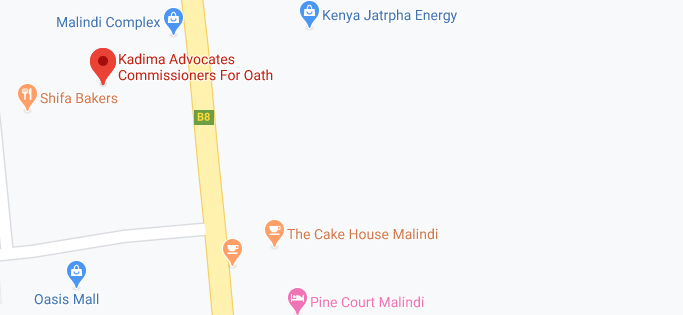 Malindi Complex
Kenya Jatrpha Energy
Kadima Advocates
Commissioners For Oath
Shifa Bakers
B8
The Cake House Malindi
Oasis Mall
Pine Court Malindi